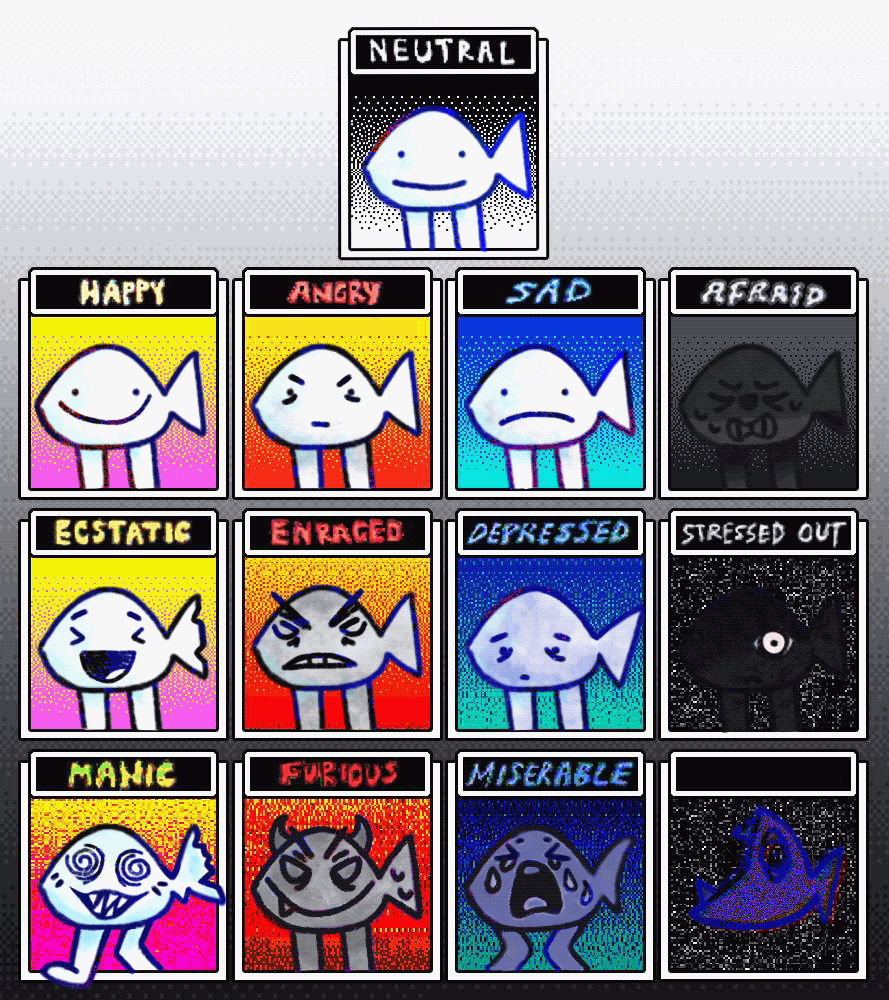 NEUTRAL
HAPPY
ANGRY
SAD
AFRAID
ECSTATIC
ENRAGED
DEPRESSED
STRESSED OUT
MANIC
FURIOUS
MISERABLE